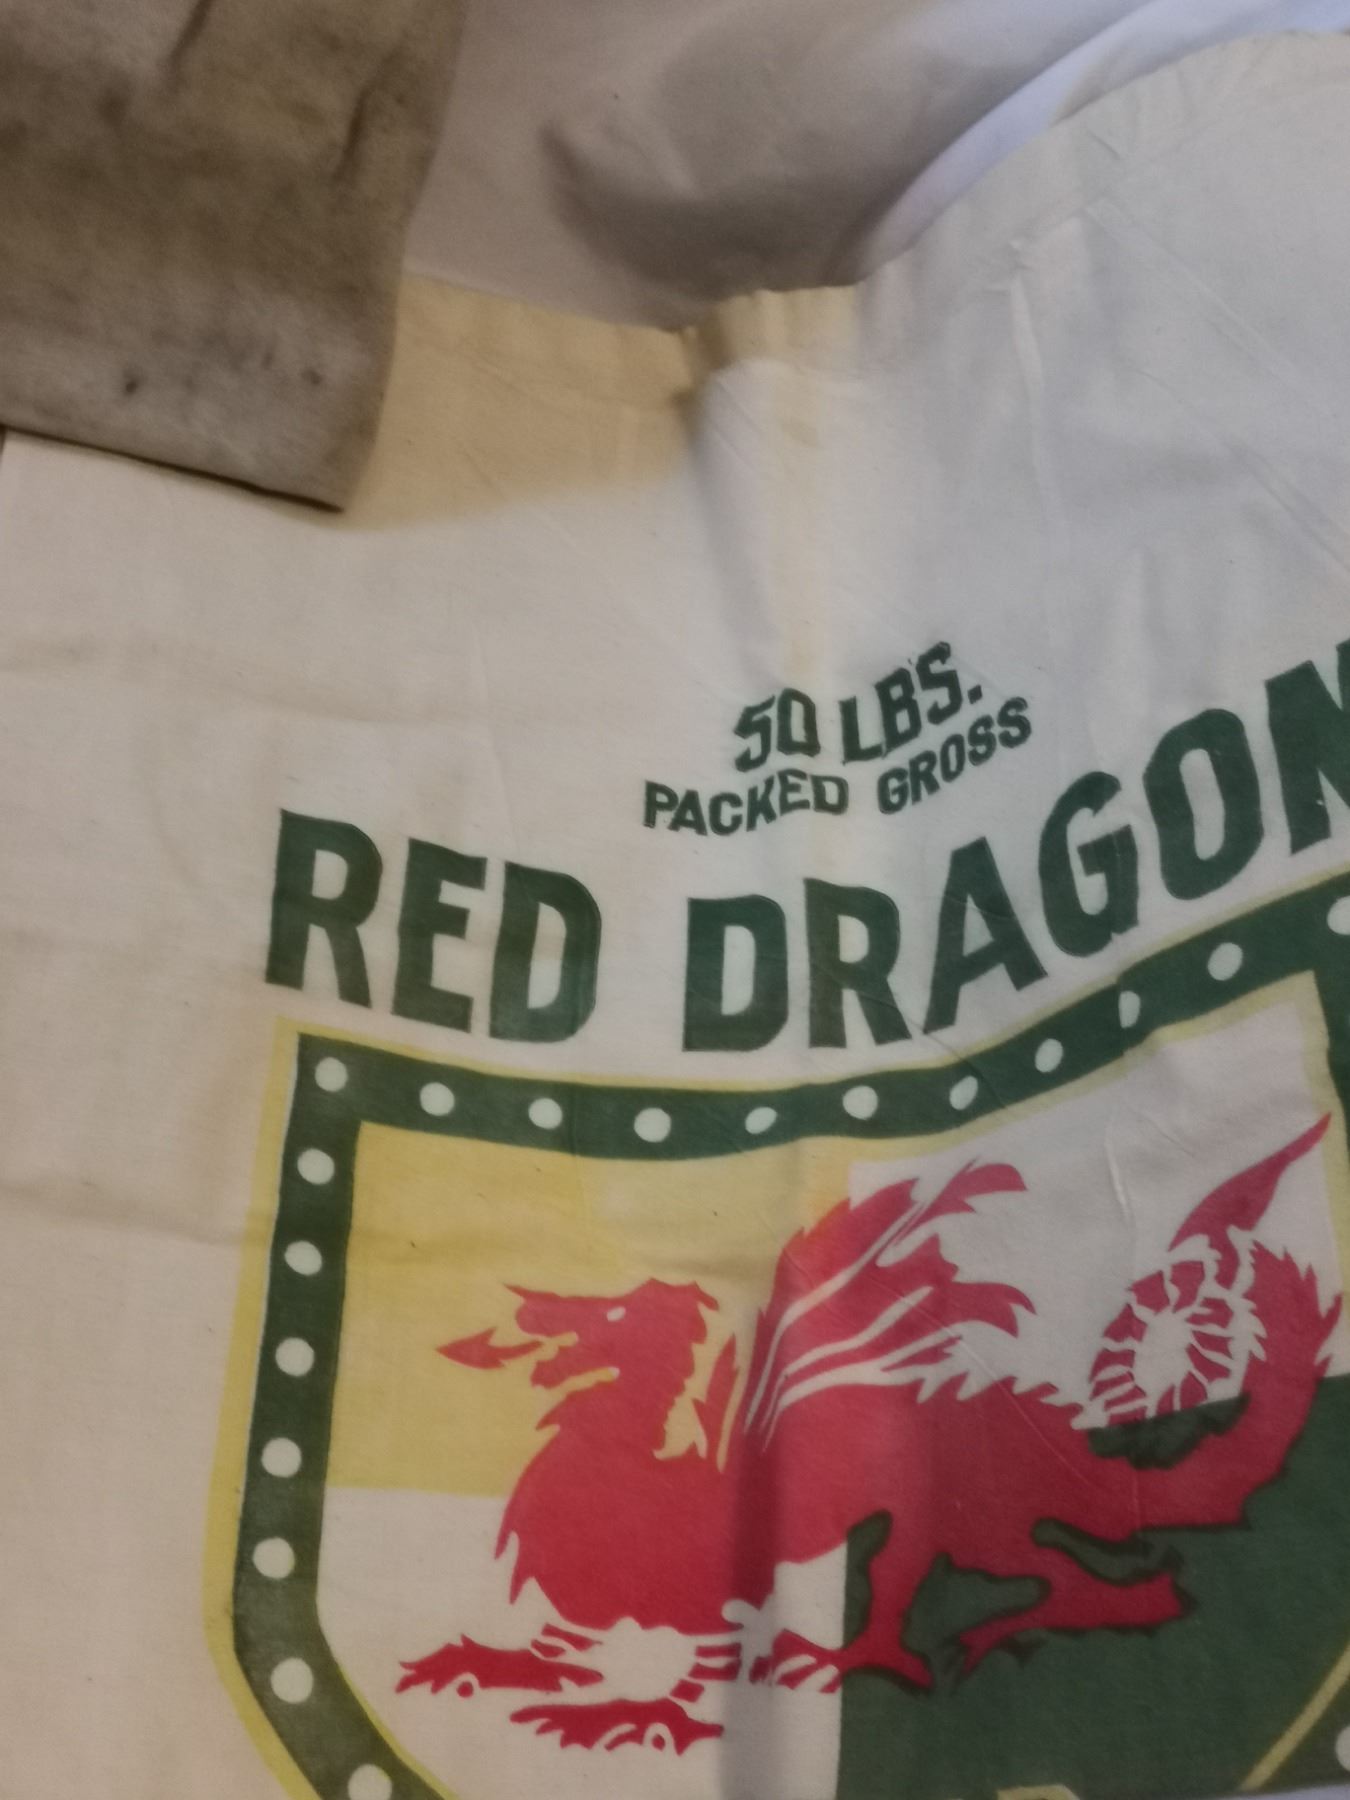 50 LBS.
PACKED GROSS
RED DRAGON